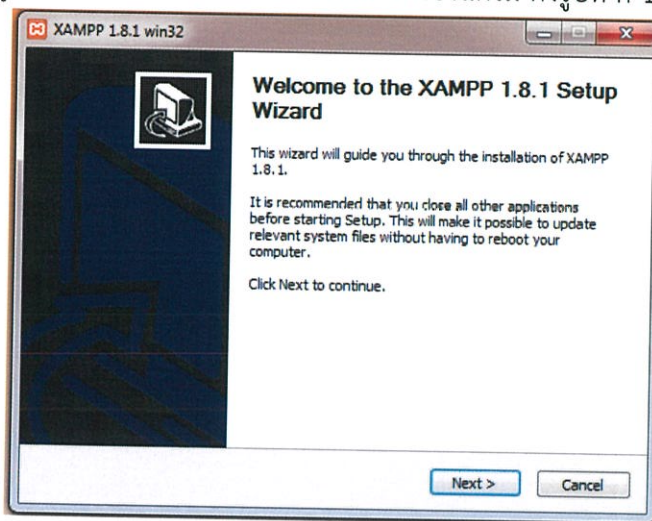 XAMPP 1.8.1 win32
Welcome to the XAMPP 1.8.1 Setup
Wizard
This wizard will guide you through the installation of XAMPP
1.8.1.
It is recommended that you close all other applications
before starting Setup. This will make it possible to update
relevant system files without having to reboot your
computer.
Click Next to continue.
Next >
Cancel